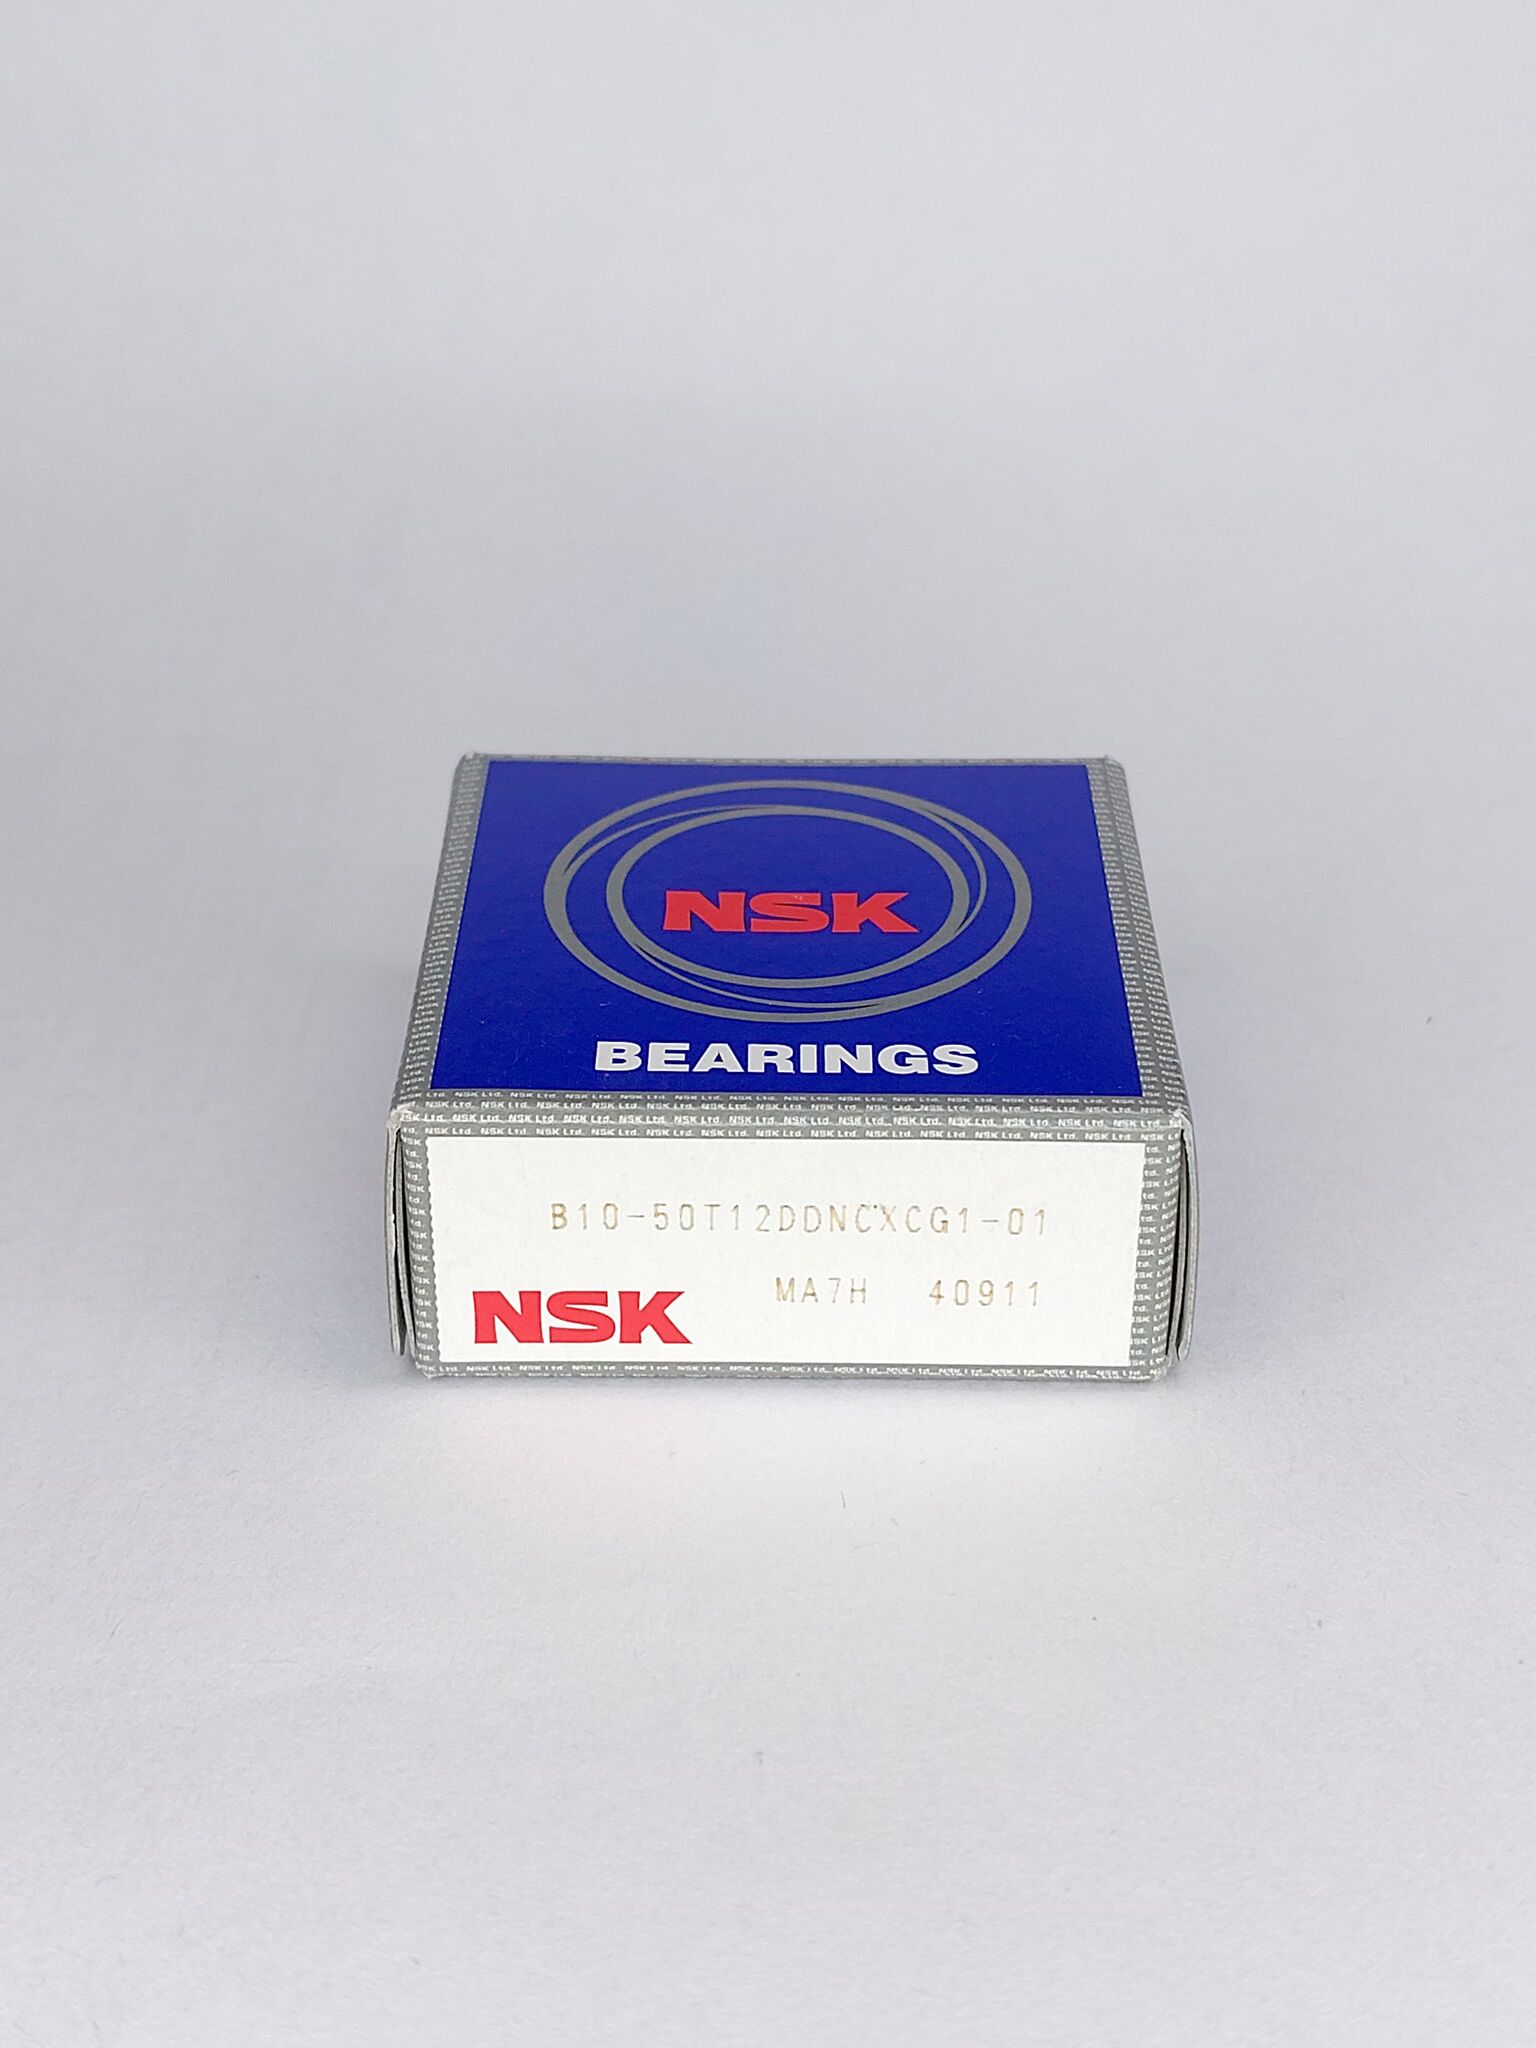 NSK
BEARINGS
B10-50T12DDNCXCG1-01
MA7H 40911
NSK